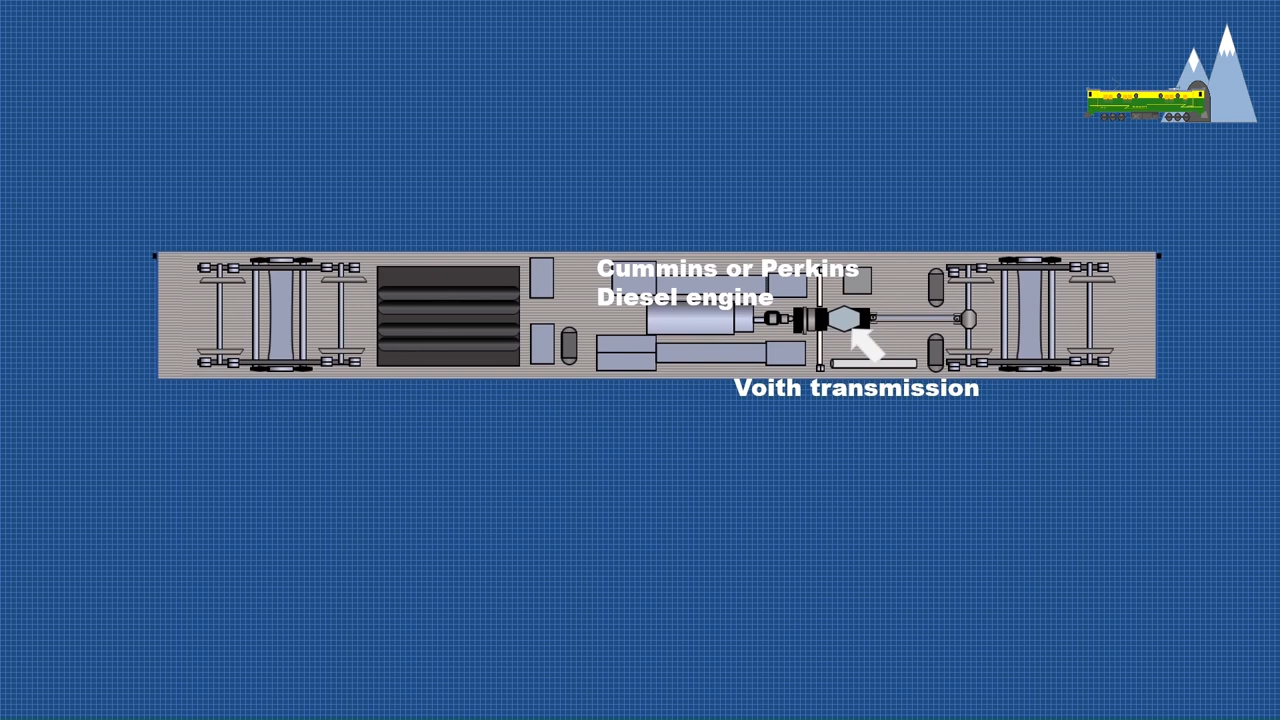 Cummins or Perkins
Diesel engine
Voith transmission